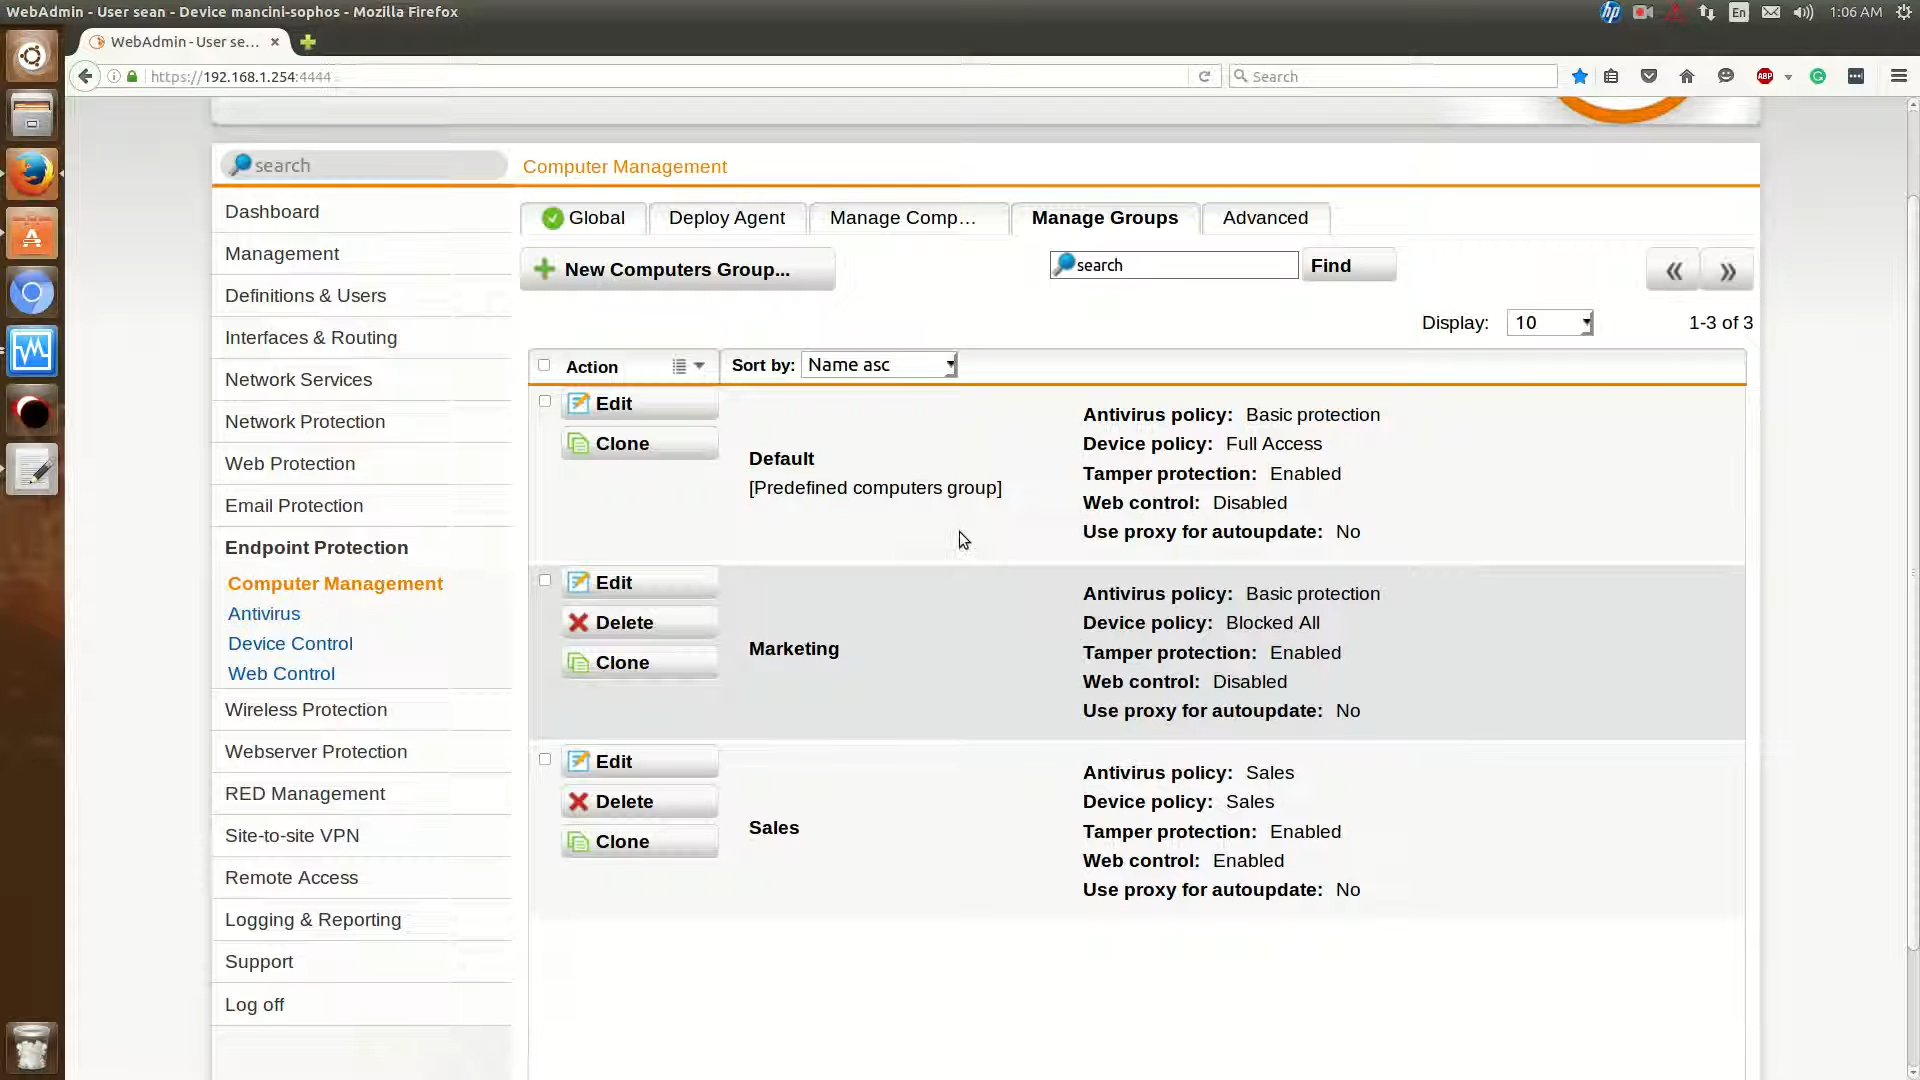 WebAdmin - User sean - Device mancini-sophos - Mozilla Firefox
hp
En
1:06 AM
WebAdmin - User se...
https://192.168.1.254:4444
Search
ABP
search
Computer Management
Dashboard
Management
Definitions & Users
Interfaces & Routing
Network Services
Network Protection
Web Protection
Email Protection
Endpoint Protection
Computer Management
Antivirus
Device Control
Web Control
Wireless Protection
Webserver Protection
RED Management
Site-to-site VPN
Remote Access
Logging & Reporting
Support
Log off
Global
Deploy Agent
Manage Comp...
Manage Groups
Advanced
New Computers Group...
search
Find
Display: 10
1-3 of 3
Action
Sort by: Name asc
Edit
Clone
Default
[Predefined computers group]
Antivirus policy: Basic protection
Device policy: Full Access
Tamper protection: Enabled
Web control: Disabled
Use proxy for autoupdate: No
Edit
Delete
Clone
Marketing
Antivirus policy: Basic protection
Device policy: Blocked All
Tamper protection: Enabled
Web control: Disabled
Use proxy for autoupdate: No
Edit
Delete
Clone
Sales
Antivirus policy: Sales
Device policy: Sales
Tamper protection: Enabled
Web control: Enabled
Use proxy for autoupdate: No